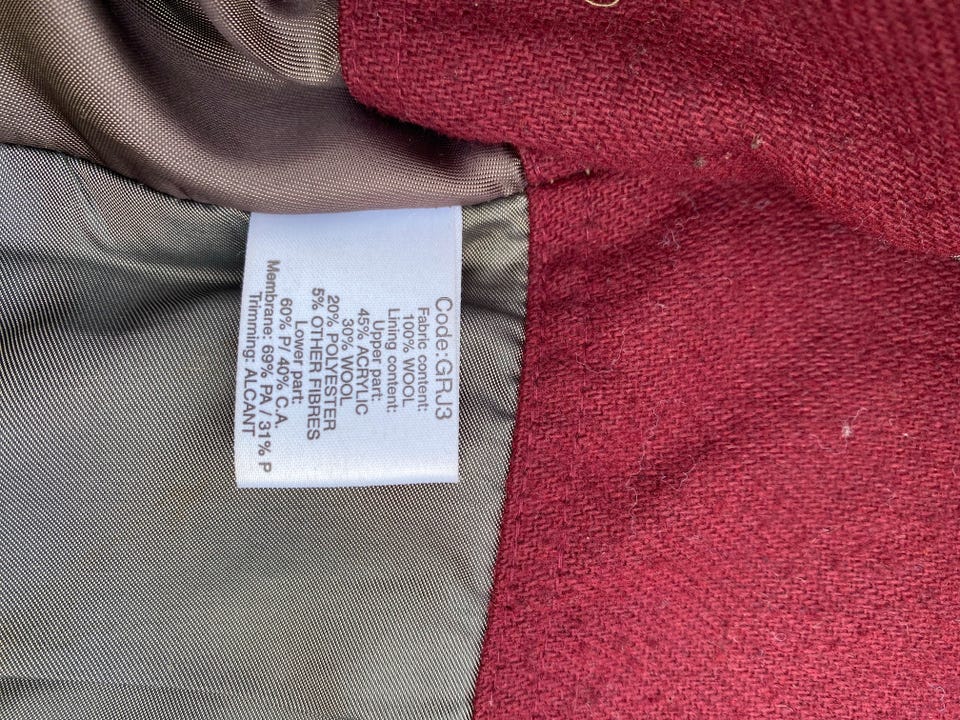 Code:GRJ3
Fabric content:
100% WOOL
Lining content:
Upper part:
45% ACRYLIC
30% WOOL
20% POLYESTER
5% OTHER FIBRES
Lower part:
60% P/ 40% C.A.
Membrane: 69% PA / 31% P
Trimming: ALCANT